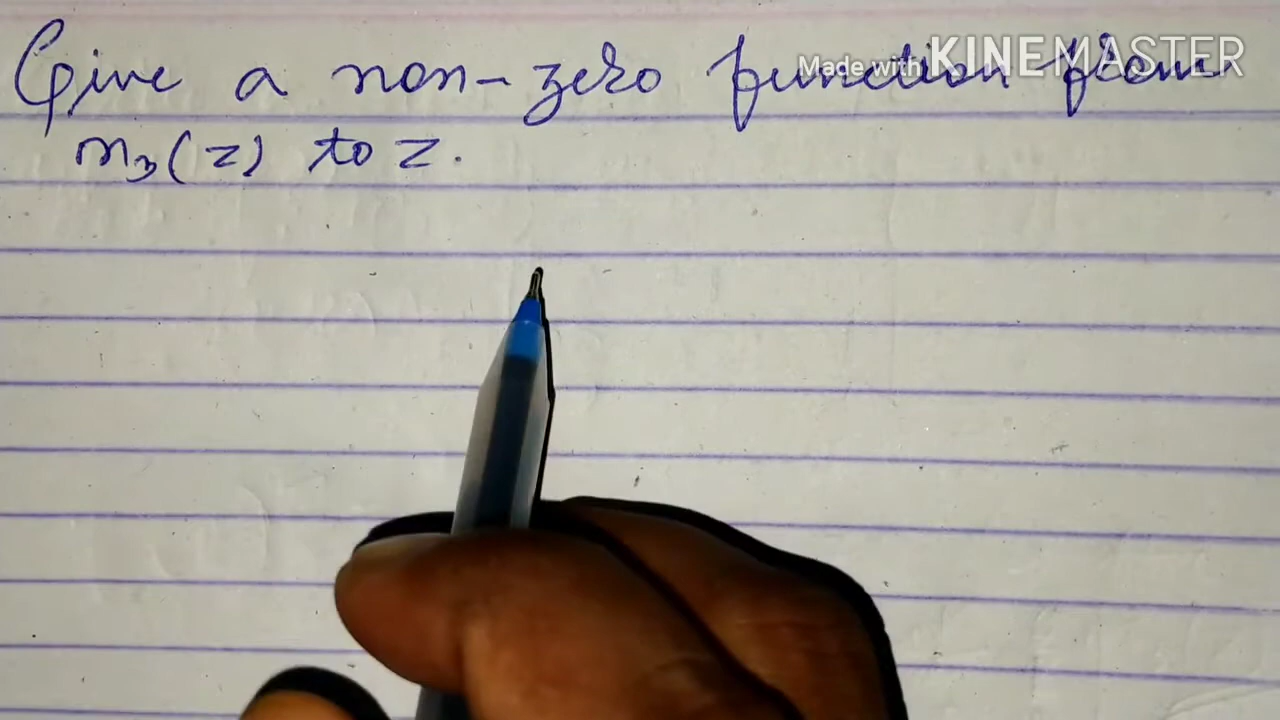 Give a non-zero function from
m₃(z) to z.
Made with KINEMASTER